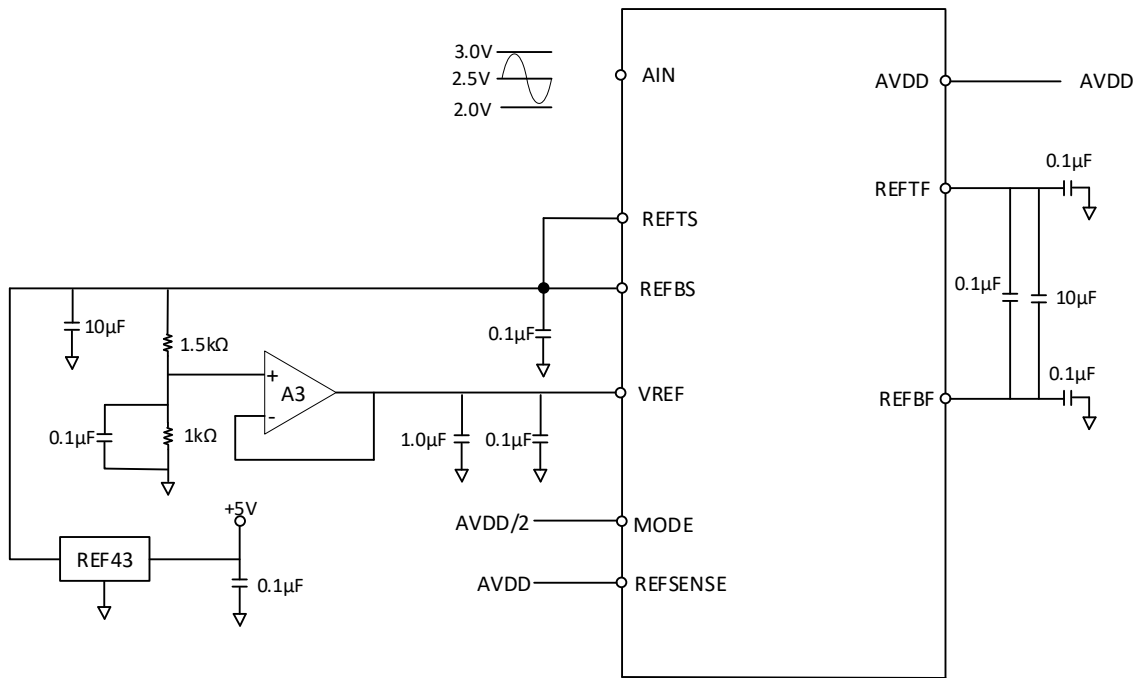 3.0V
2.5V
2.0V
AIN
AVDD
AVDD
0.1µF
REFTF
REFTS
REFBS
0.1µF
10µF
10µF
0.1µF
1.5kΩ
+
A3
-
VREF
0.1µF
REFBF
0.1µF
1kΩ
1.0µF
0.1µF
+5V
AVDD/2
MODE
REF43
0.1µF
AVDD
REFSENSE